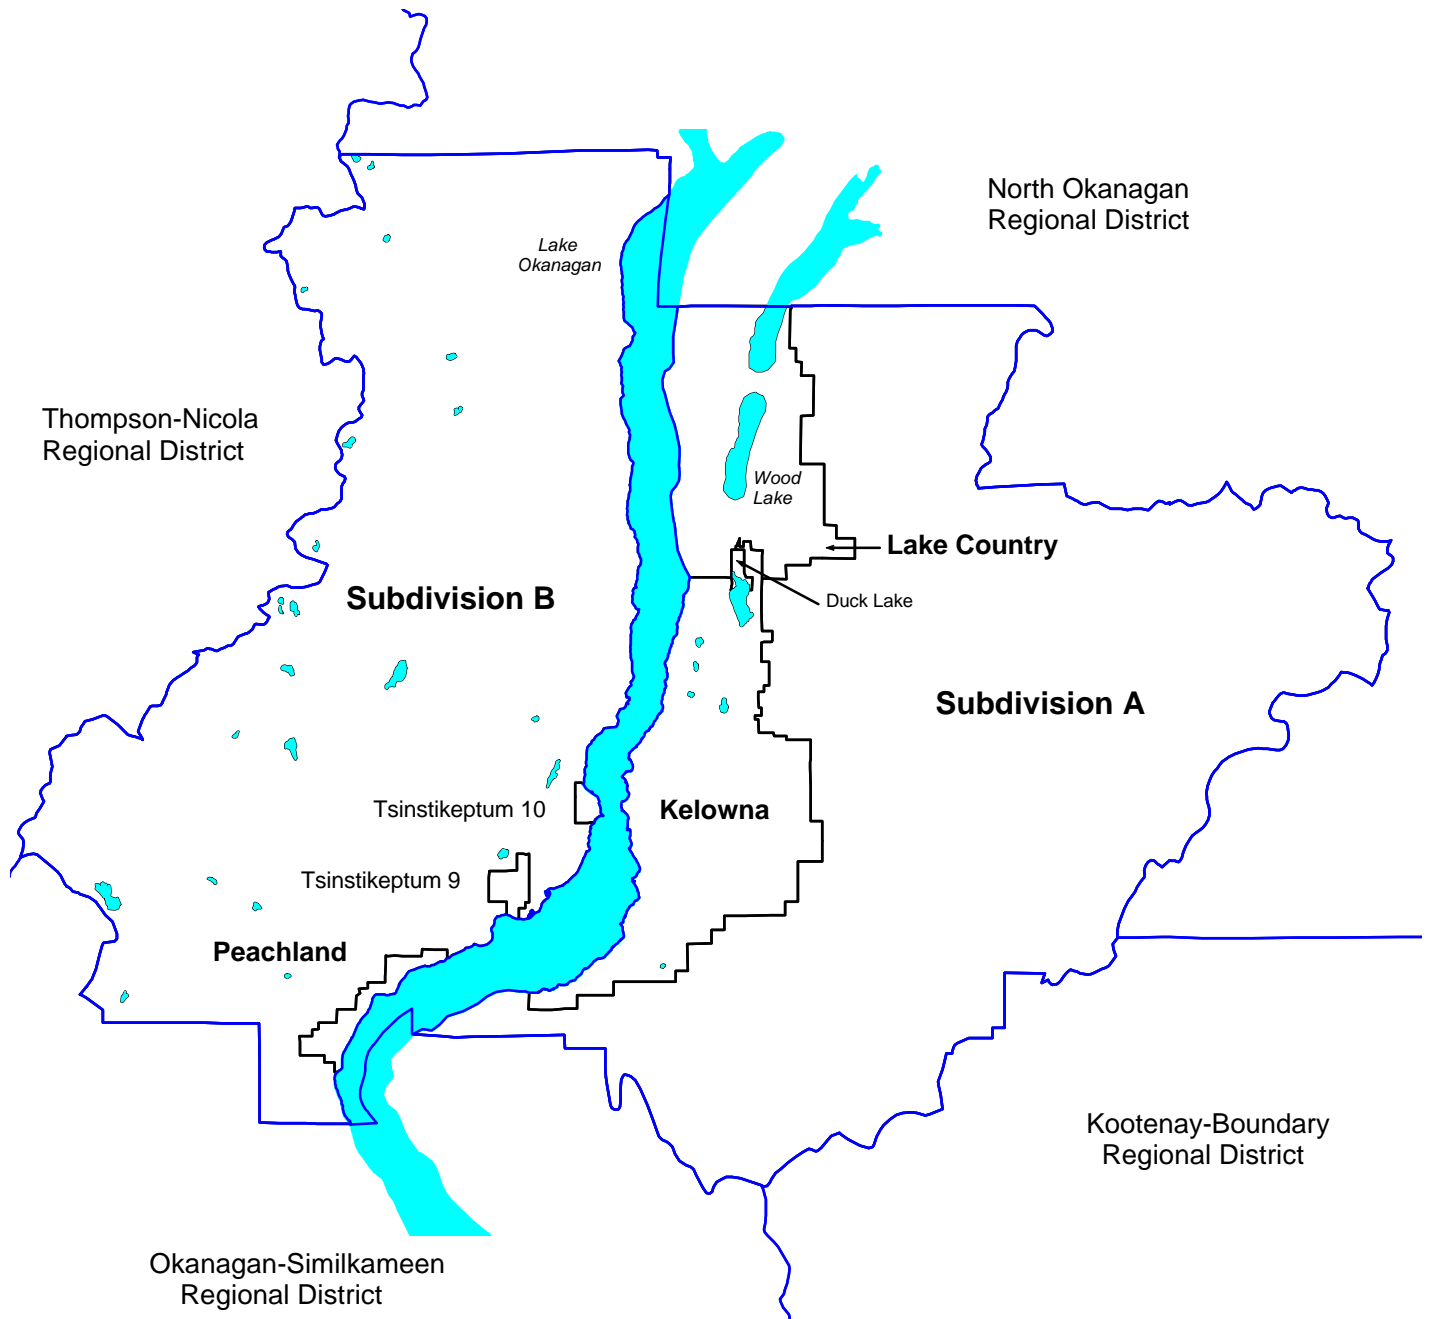 North Okanagan
Regional District
Lake
Okanagan
Thompson-Nicola
Regional District
Wood
Lake
Lake Country
Subdivision B
Duck Lake
Subdivision A
Tsinstikeptum 10
Kelowna
Tsinstikeptum 9
Peachland
Kootenay-Boundary
Regional District
Okanagan-Similkameen
Regional District